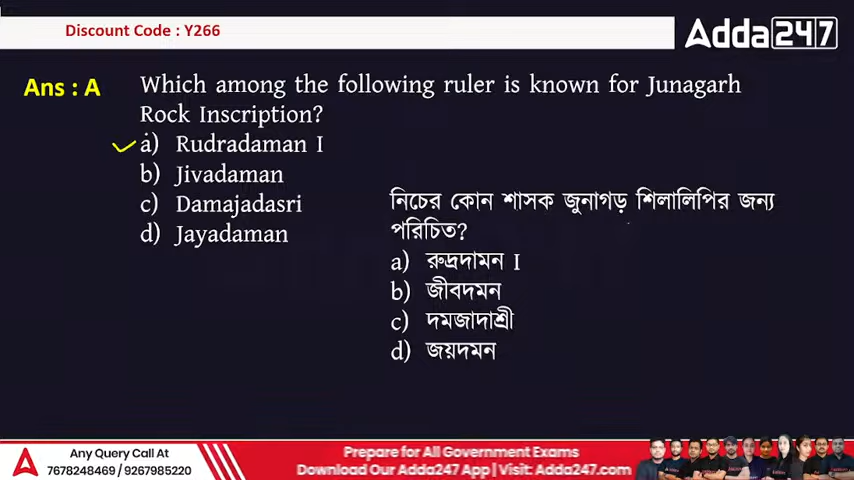 Discount Code : Y266
Adda247
Ans : A
Which among the following ruler is known for Junagarh
Rock Inscription?
a) Rudradaman I
b) Jivadaman
c) Damajadasri
d) Jayadaman
নিচের কোন শাসক জুনাগড় শিলালিপির জন্য
পরিচিত?
a) রুদ্রদামন I
b) জীবদমন
c) দমজাদাশ্রী
d) জয়দমন
Any Query Call At
7678248469 / 9267985220
Prepare for All Government Exams
Download Our Adda247 App | Visit: Adda247.com